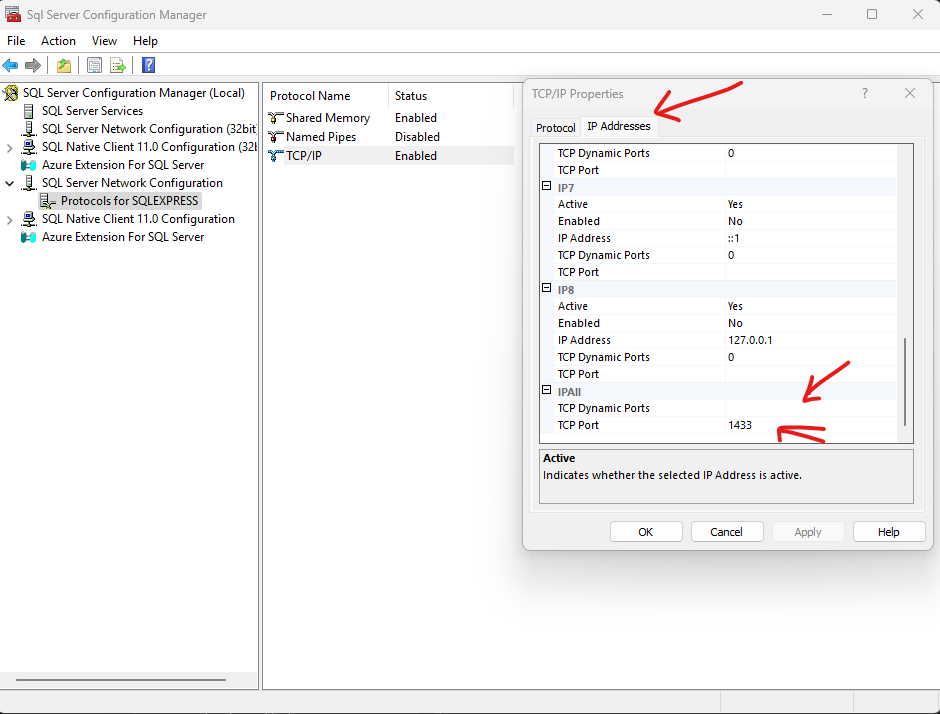 Sql Server Configuration Manager
File Action View Help
SQL Server Configuration Manager (Local)
SQL Server Services
SQL Server Network Configuration (32bit
SQL Native Client 11.0 Configuration (32b
Azure Extension For SQL Server
SQL Server Network Configuration
Protocols for SQLEXPRESS
SQL Native Client 11.0 Configuration
Azure Extension For SQL Server
Protocol Name Status
Shared Memory Enabled
Named Pipes Disabled
TCP/IP Enabled
TCP/IP Properties ?
Protocol IP Addresses
TCP Dynamic Ports 0
TCP Port
IP7
Active Yes
Enabled No
IP Address ::1
TCP Dynamic Ports 0
TCP Port
IP8
Active Yes
Enabled No
IP Address 127.0.0.1
TCP Dynamic Ports 0
TCP Port
IPAll
TCP Dynamic Ports
TCP Port 1433
Active
Indicates whether the selected IP Address is active.
OK Cancel Apply Help